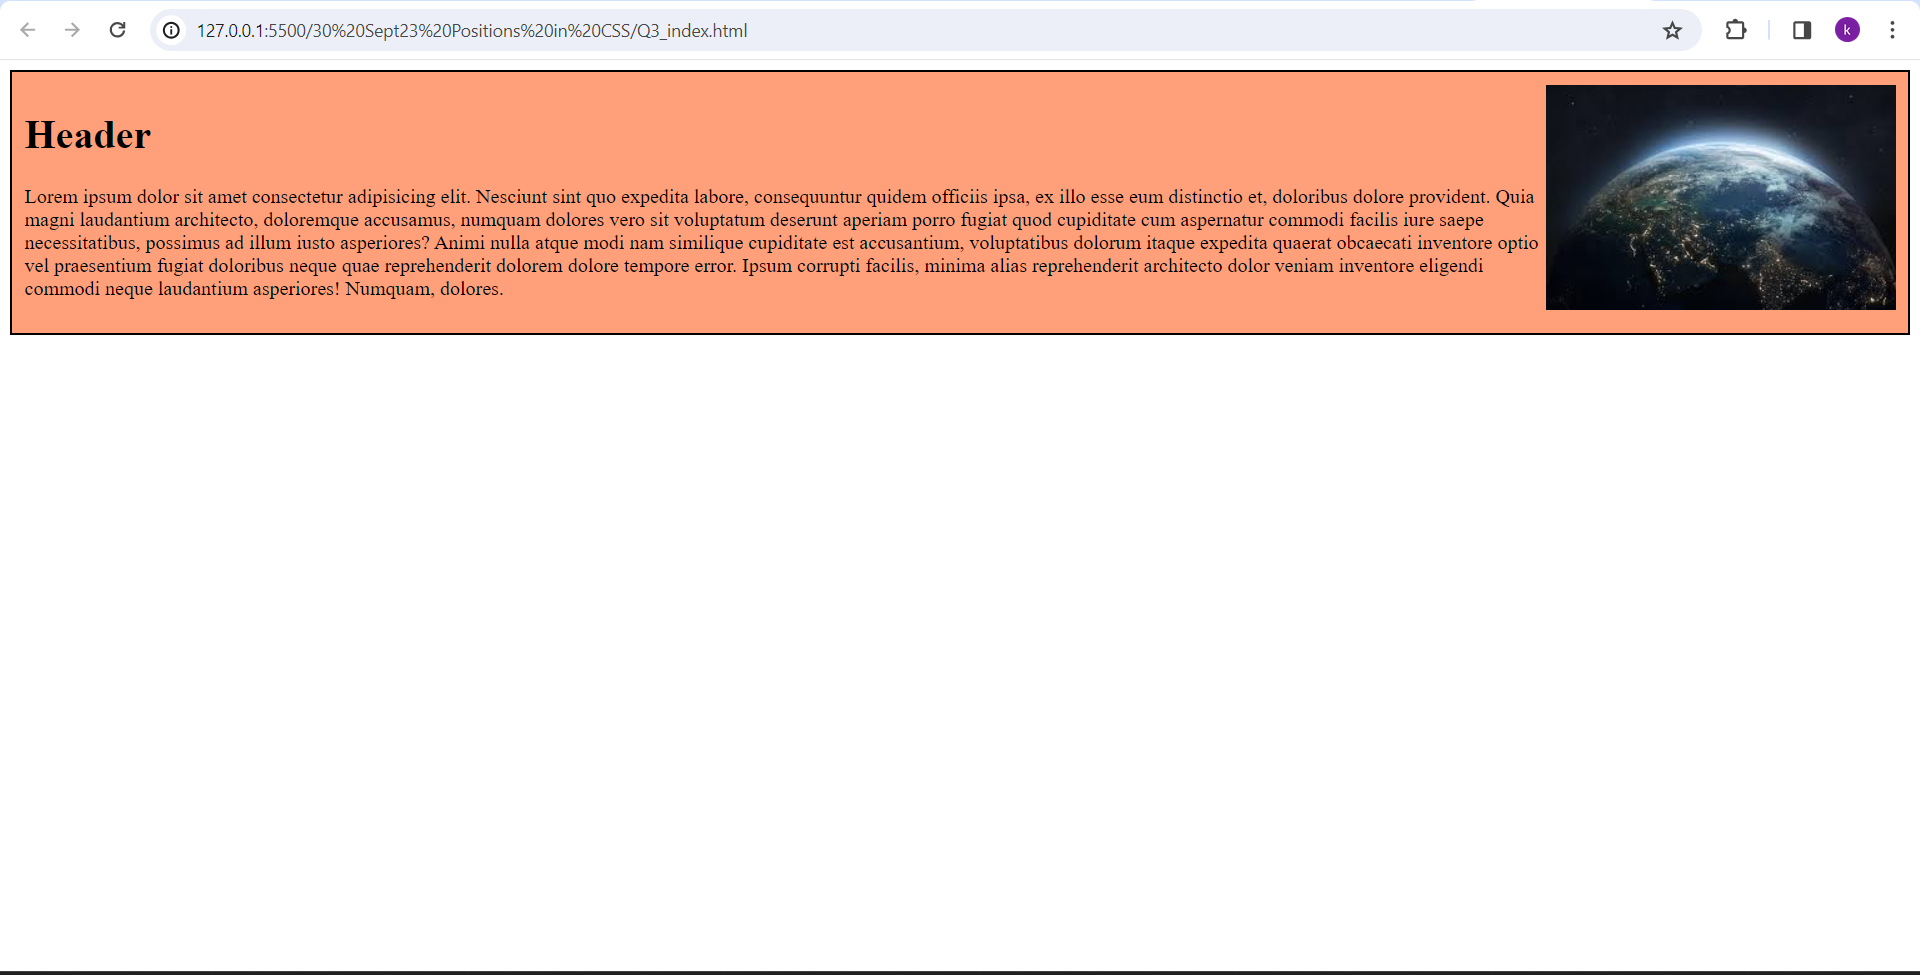 127.0.0.1:5500/30%20Sept23%20Positions%20in%20CSS/Q3_index.html
k
Header
Lorem ipsum dolor sit amet consectetur adipisicing elit. Nesciunt sint quo expedita labore, consequuntur quidem officiis ipsa, ex illo esse eum distinctio et, doloribus dolore provident. Quia
magni laudantium architecto, doloremque accusamus, numquam dolores vero sit voluptatum deserunt aperiam porro fugiat quod cupiditate cum aspernatur commodi facilis iure saepe
necessitatibus, possimus ad illum iusto asperiores? Animi nulla atque modi nam similique cupiditate est accusantium, voluptatibus dolorum itaque expedita quaerat obcaecati inventore optio
vel praesentium fugiat doloribus neque quae reprehenderit dolorem dolore tempore error. Ipsum corrupti facilis, minima alias reprehenderit architecto dolor veniam inventore eligendi
commodi neque laudantium asperiores! Numquam, dolores.